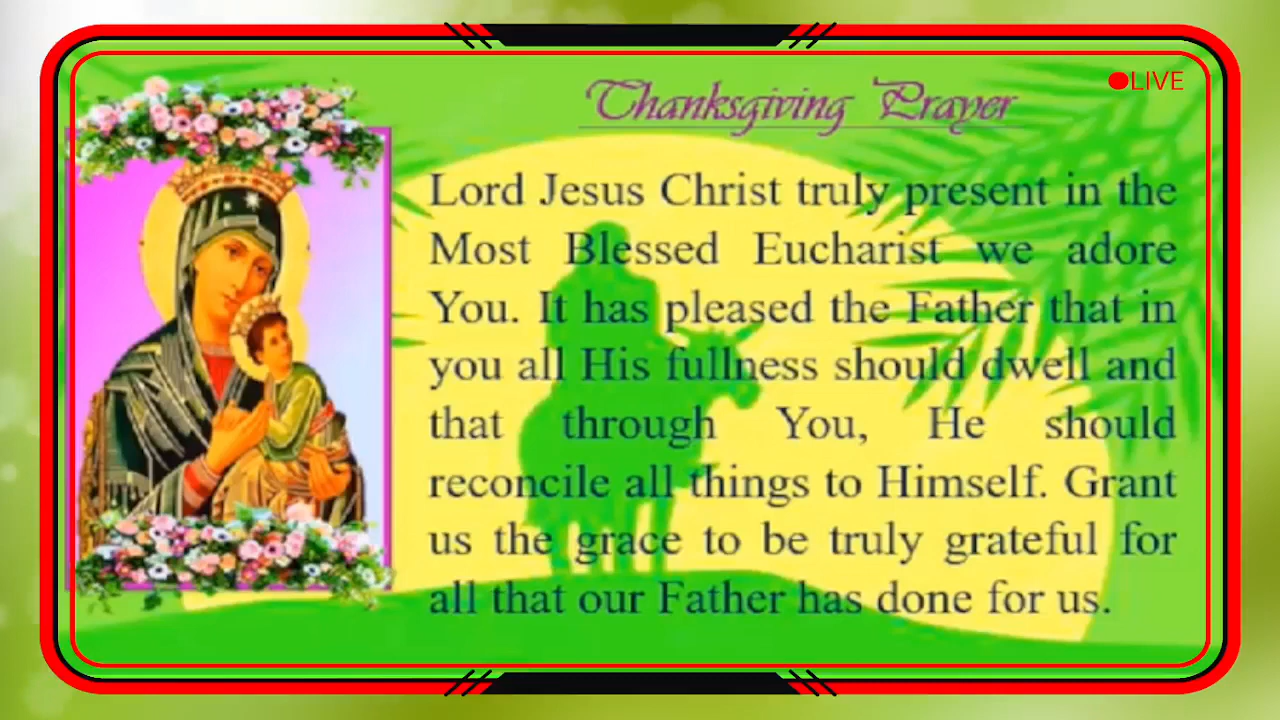 Thanksgiving Prayer
LIVE
Lord Jesus Christ truly present in the
Most Blessed Eucharist we adore
You. It has pleased the Father that in
you all His fullness should dwell and
that through You, He should
reconcile all things to Himself. Grant
us the grace to be truly grateful for
all that our Father has done for us.